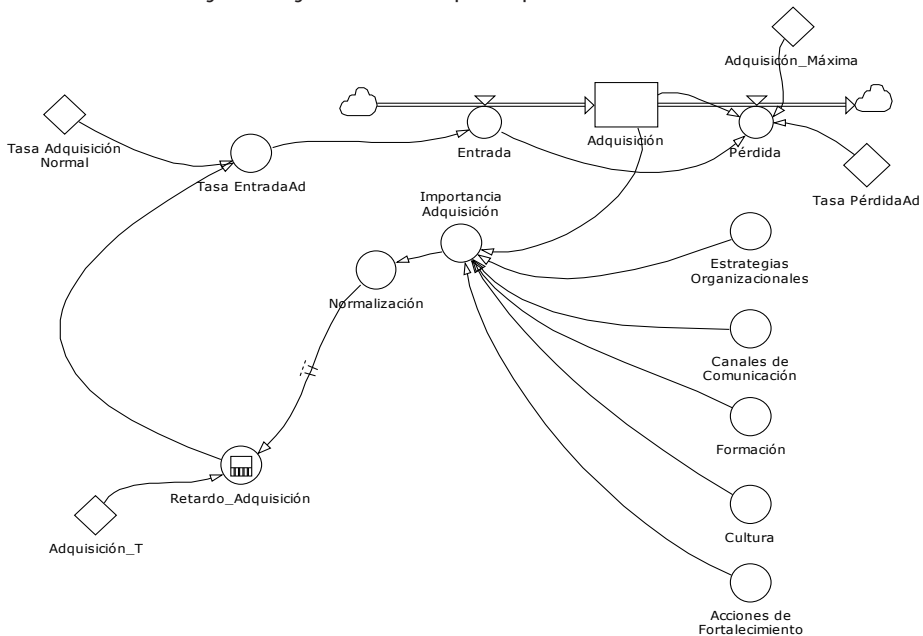 Adquisicón_Máxima
Tasa Adquisición
Normal
Entrada
Adquisición
Pérdida
Tasa EntradaAd
Tasa PérdidaAd
Importancia
Adquisición
Estrategias
Organizacionales
Normalización
Canales de
Comunicación
Formación
Retardo_Adquisición
Cultura
Adquisición_T
Acciones de
Fortalecimiento